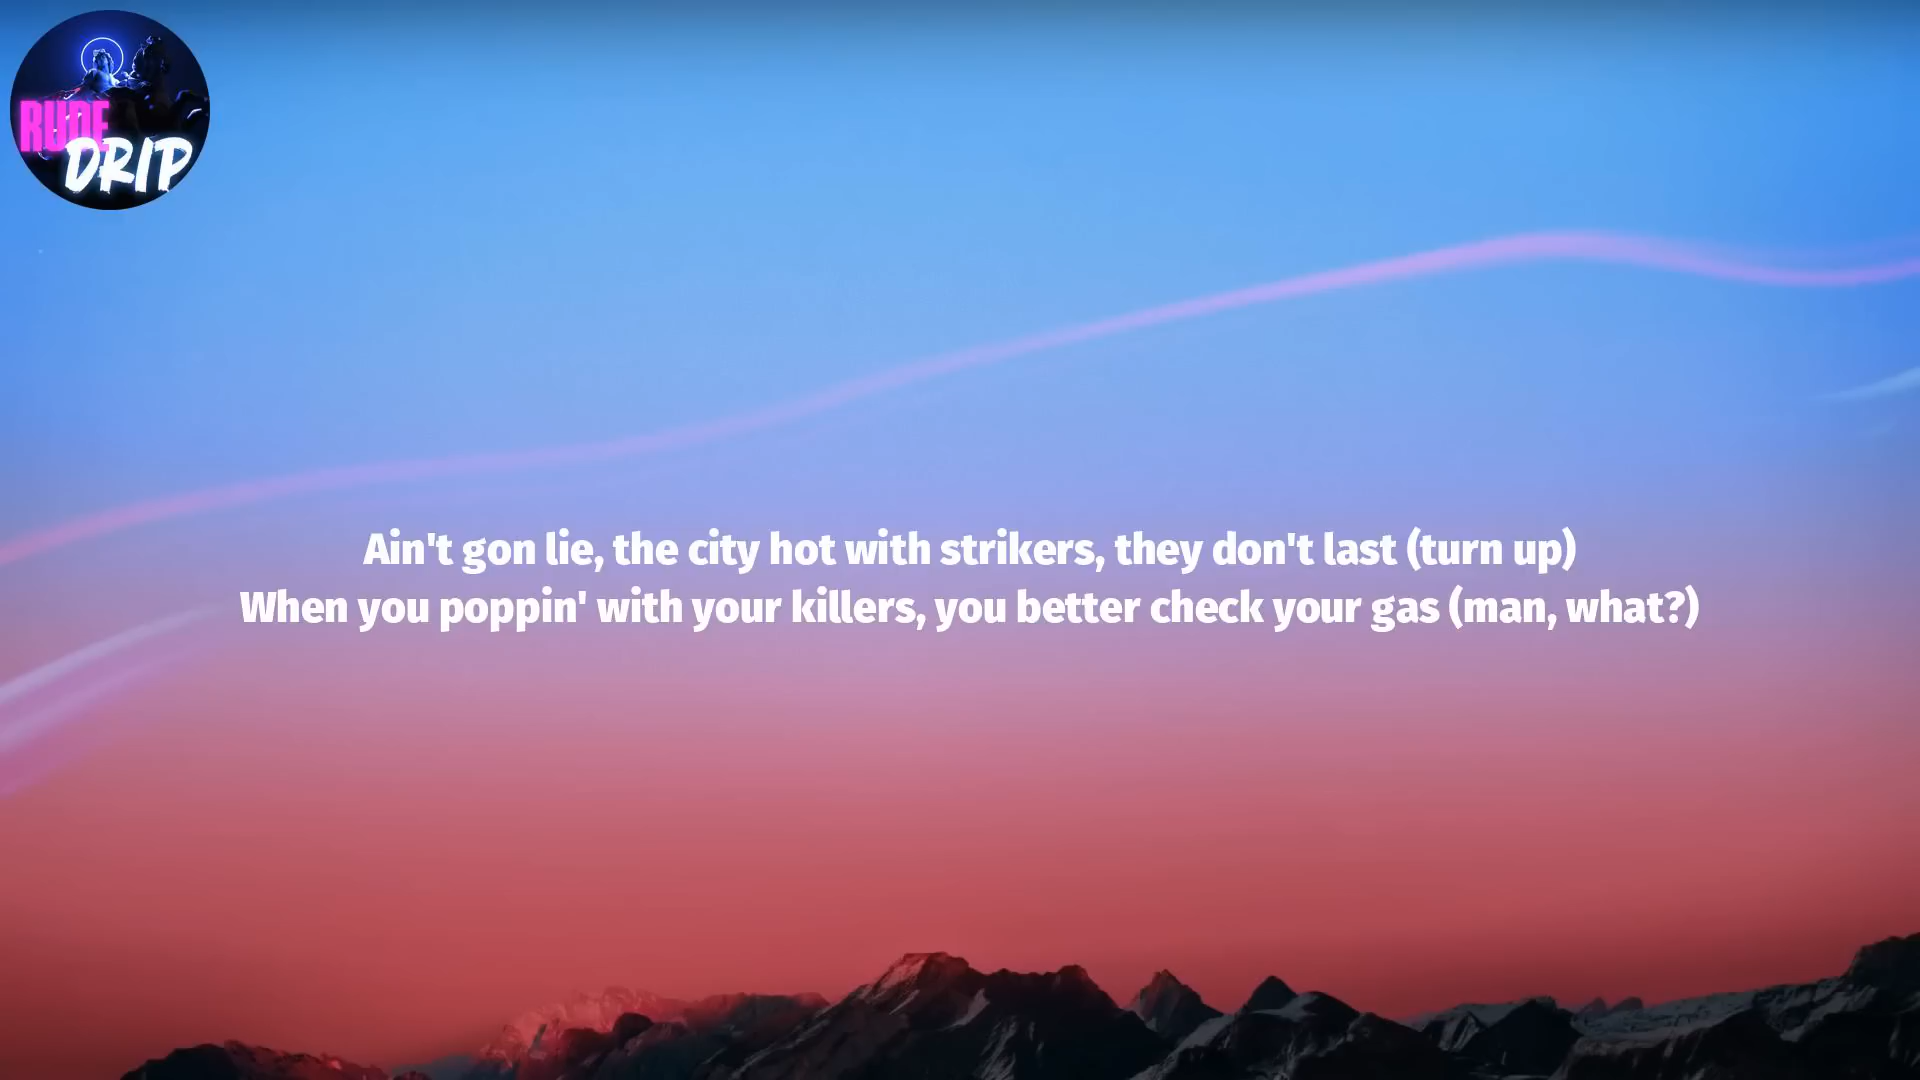 RUDE
DRIP
Ain't gon lie, the city hot with strikers, they don't last (turn up)
When you poppin' with your killers, you better check your gas (man, what?)